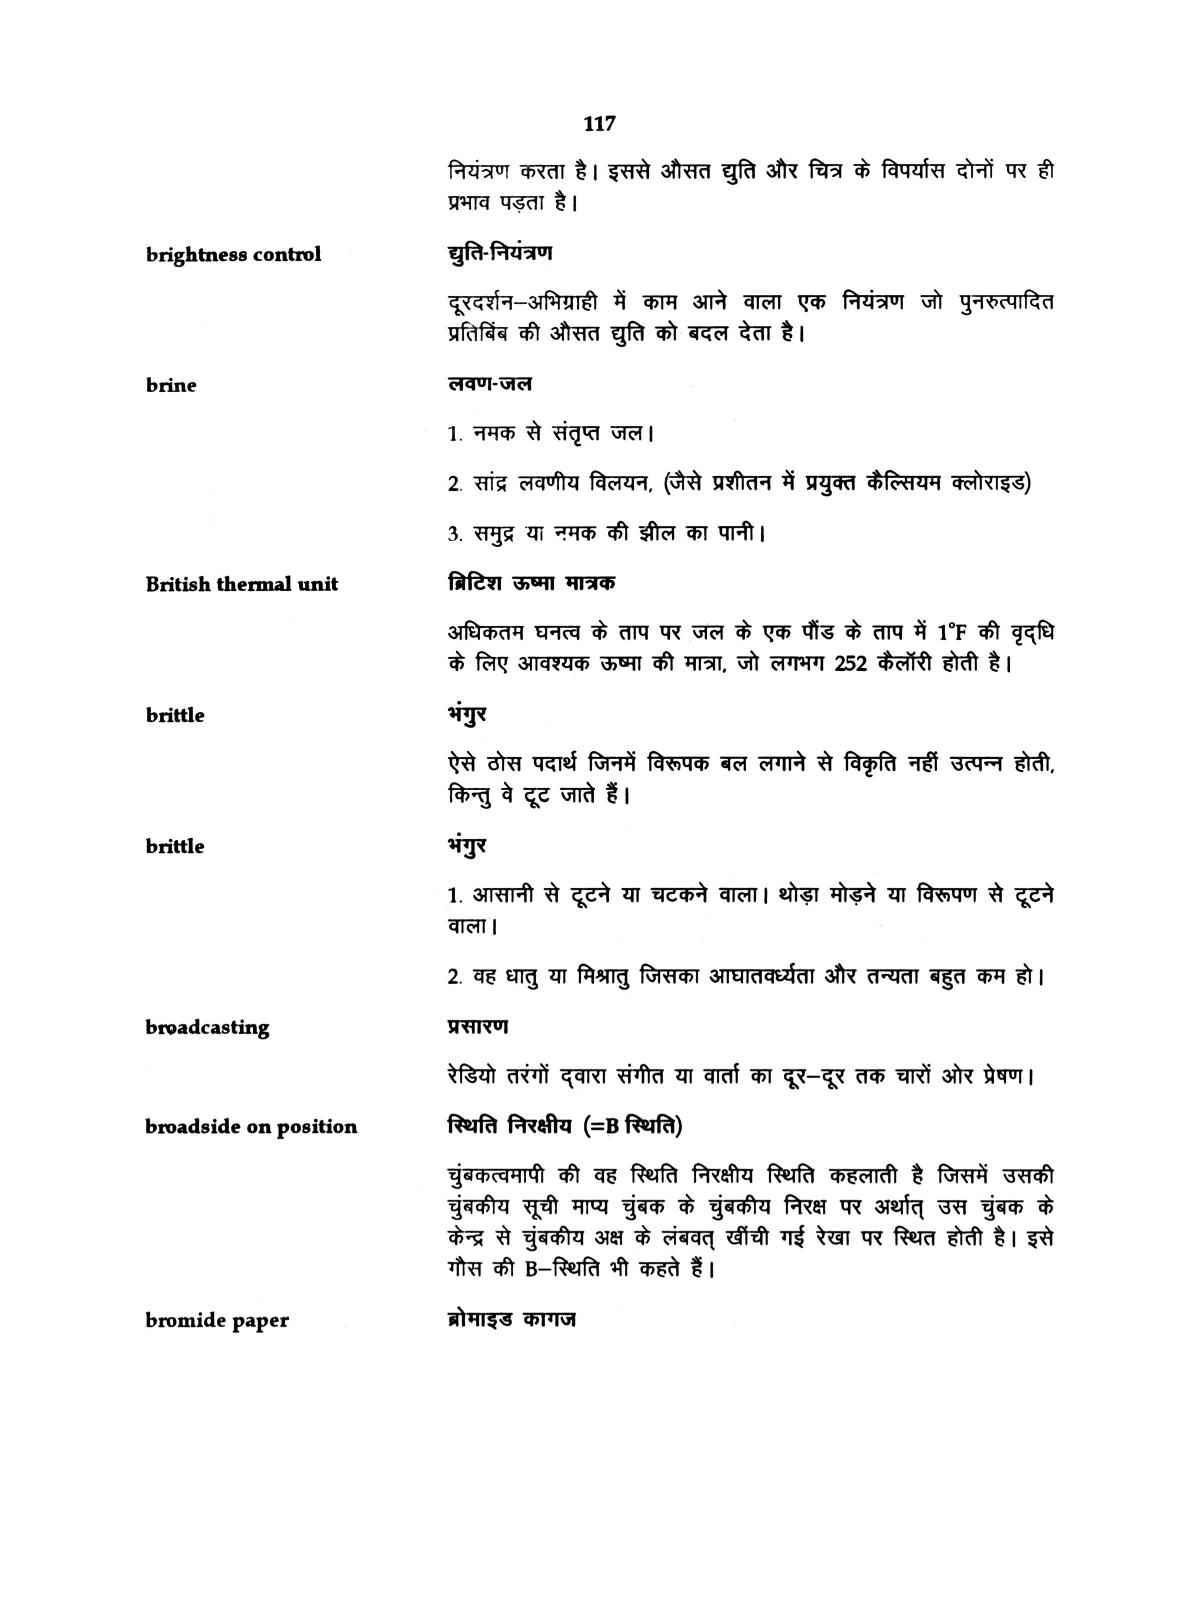 117
नियंत्रण करता है। इससे औसत द्युति और चित्र के विपर्यास दोनों पर ही
प्रभाव पड़ता है।
brightness control द्युति-नियंत्रण
दूरदर्शन–अभिग्राही में काम आने वाला एक नियंत्रण जो पुनरुत्पादित
प्रतिबिंब की औसत द्युति को बदल देता है।
brine लवण-जल
1. नमक से संतृप्त जल।
2. सांद्र लवणीय विलयन, (जैसे प्रशीतन में प्रयुक्त कैल्सियम क्लोराइड)
3. समुद्र या नमक की झील का पानी।
British thermal unit ब्रिटिश ऊष्मा मात्रक
अधिकतम घनत्व के ताप पर जल के एक पौंड के ताप में 1°F की वृद्‌धि
के लिए आवश्यक ऊष्मा की मात्रा, जो लगभग 252 कैलॉरी होती है।
brittle भंगुर
ऐसे ठोस पदार्थ जिनमें विरूपक बल लगाने से विकृति नहीं उत्पन्न होती,
किन्तु वे टूट जाते हैं।
brittle भंगुर
1. आसानी से टूटने या चटकने वाला। थोड़ा मोड़ने या विरूपण से टूटने
वाला।
2. वह धातु या मिश्रातु जिसका आघातवर्ध्यता और तन्यता बहुत कम हो।
broadcasting प्रसारण
रेडियो तरंगों द्‌वारा संगीत या वार्ता का दूर–दूर तक चारों ओर प्रेषण।
broadside on position स्थिति निरक्षीय (=B स्थिति)
चुंबकत्वमापी की वह स्थिति निरक्षीय स्थिति कहलाती है जिसमें उसकी
चुंबकीय सूची माप्य चुंबक के चुंबकीय निरक्ष पर अर्थात् उस चुंबक के
केन्द्र से चुंबकीय अक्ष के लंबवत् खींची गई रेखा पर स्थित होती है। इसे
गौस की B–स्थिति भी कहते हैं।
bromide paper ब्रोमाइड कागज